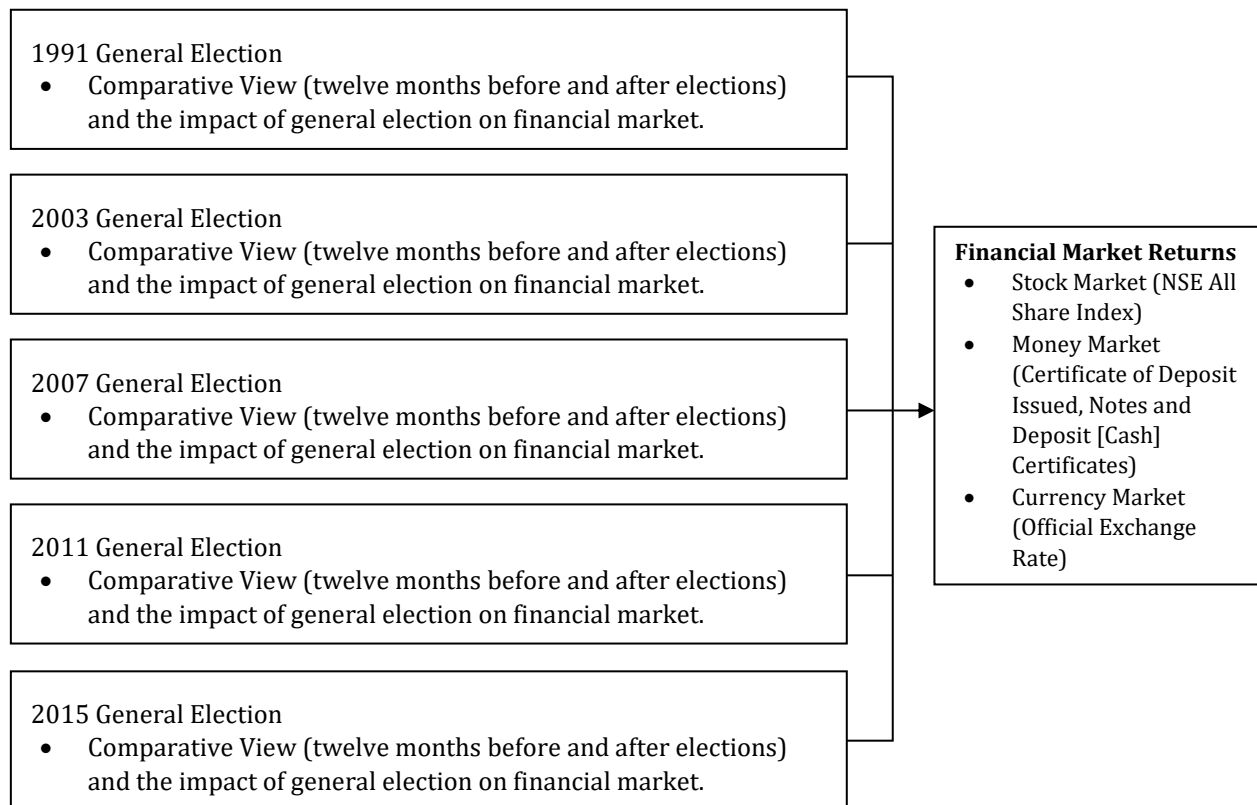 1991 General Election
• Comparative View (twelve months before and after elections)
and the impact of general election on financial market.
2003 General Election
• Comparative View (twelve months before and after elections)
and the impact of general election on financial market.
2007 General Election
• Comparative View (twelve months before and after elections)
and the impact of general election on financial market.
2011 General Election
• Comparative View (twelve months before and after elections)
and the impact of general election on financial market.
2015 General Election
• Comparative View (twelve months before and after elections)
and the impact of general election on financial market.
Financial Market Returns
• Stock Market (NSE All
Share Index)
• Money Market
(Certificate of Deposit
Issued, Notes and
Deposit [Cash]
Certificates)
• Currency Market
(Official Exchange
Rate)